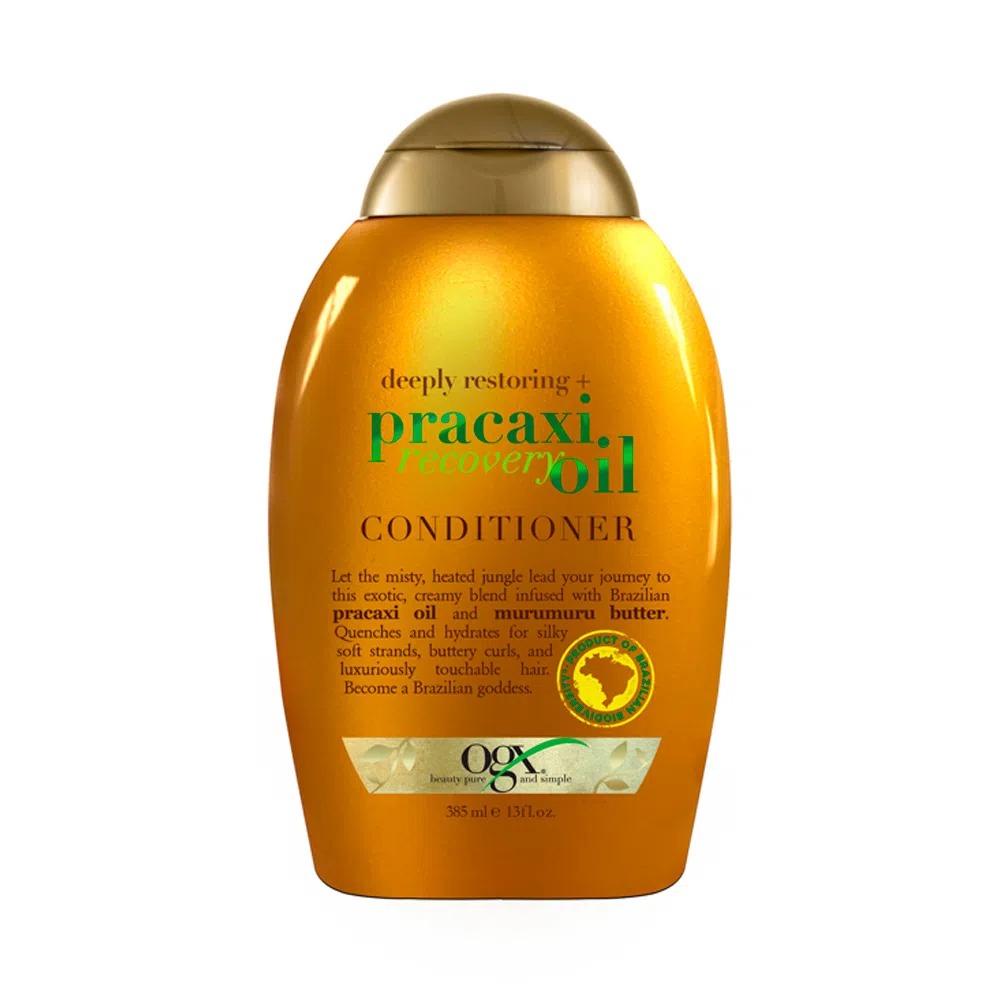 deeply restoring +
pracaxi
recovery oil
CONDITIONER
Let the misty, heated jungle lead your journey to
this exotic, creamy blend infused with Brazilian
pracaxi oil and murumuru butter.
Quenches and hydrates for silky
soft strands, buttery curls, and
luxuriously touchable hair.
Become a Brazilian goddess.
PRODUCT OF BRAZILIAN BIODIVERSITY
ogx®
beauty pure and simple
385 ml e 13fl.oz.